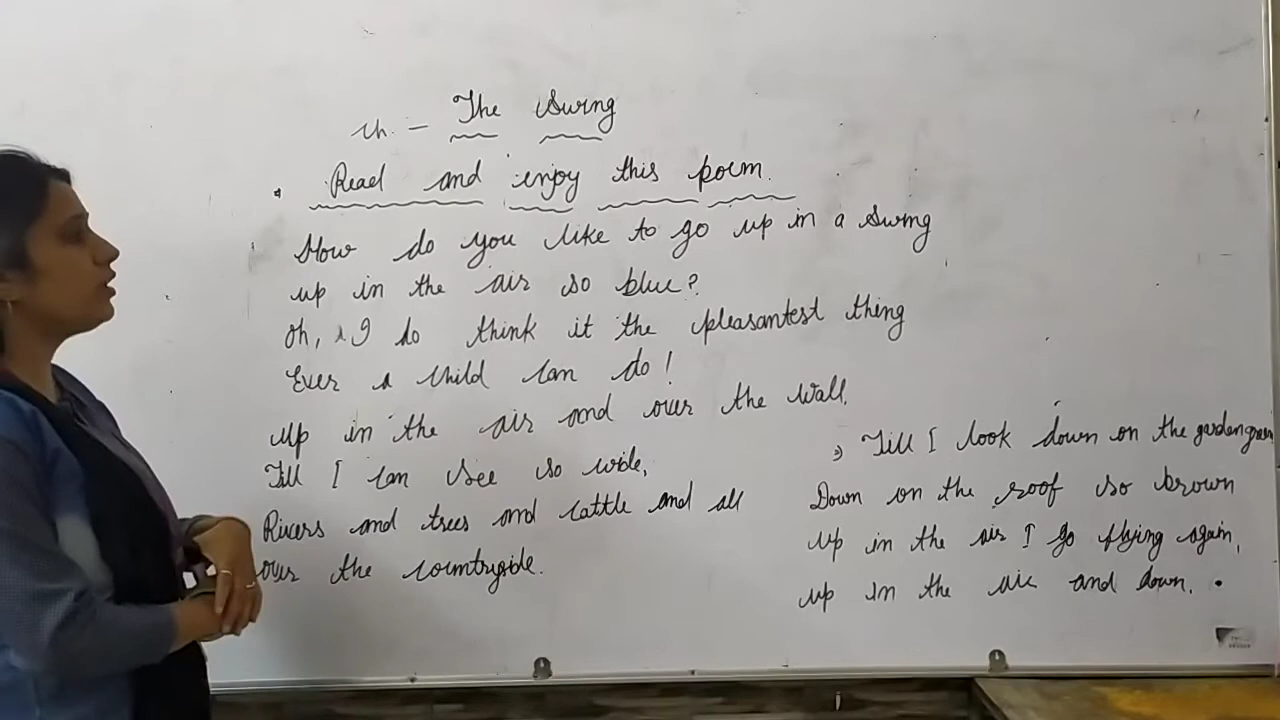 Ch. - The Swing
Read and enjoy this poem.
How do you like to go up in a swing
up in the air so blue?
Oh, I do think it the pleasantest thing
Ever a child can do!
Up in the air and over the wall,
Till I can see so wide,
Rivers and trees and cattle and all
over the countryside.
Till I look down on the garden green
Down on the roof so brown
Up in the air I go flying again,
up in the air and down.